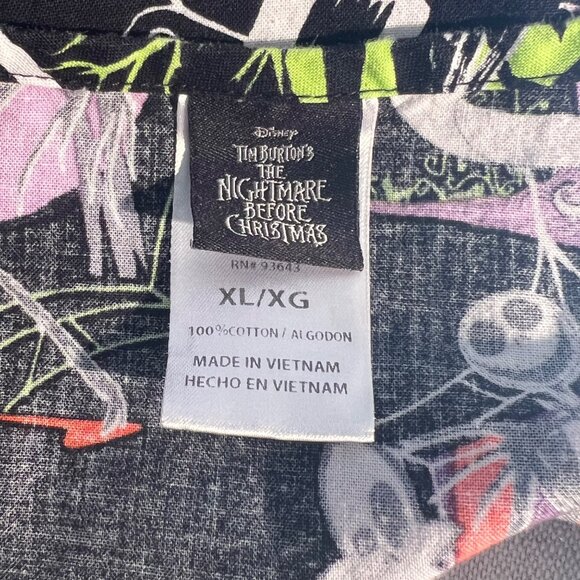 Disney
TIM BURTON'S
THE
NIGHTMARE
BEFORE
CHRISTMAS
RN# 93643
XL/XG
100%COTTON / ALGODON
MADE IN VIETNAM
HECHO EN VIETNAM